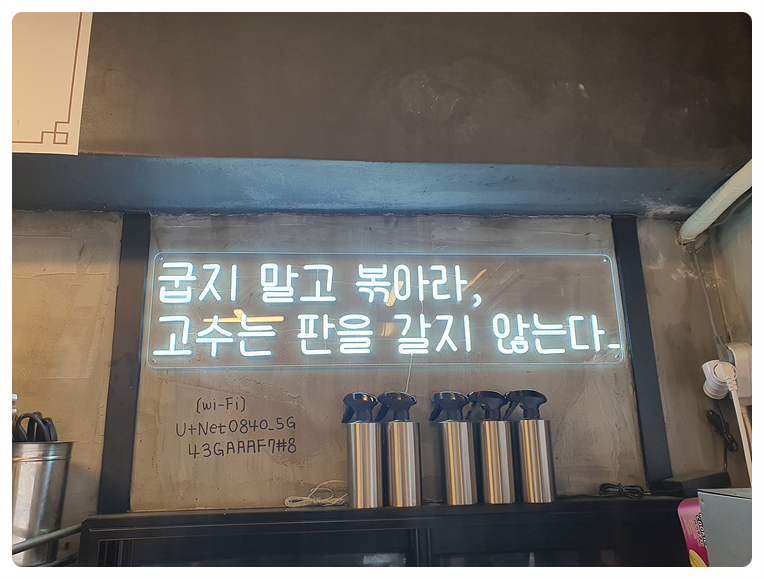 굽지 말고 볶아라,
고수는 판을 갈지 않는다_
(wi-Fi)
U+Net0840_5G
43GAAAF7#8